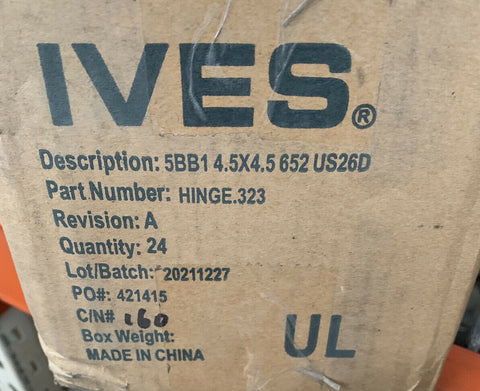 IVES®
Description: 5BB1 4.5X4.5 652 US26D
Part Number: HINGE.323
Revision: A
Quantity: 24
Lot/Batch: 20211227
PO#: 421415
C/N# 160
Box Weight:
MADE IN CHINA
UL